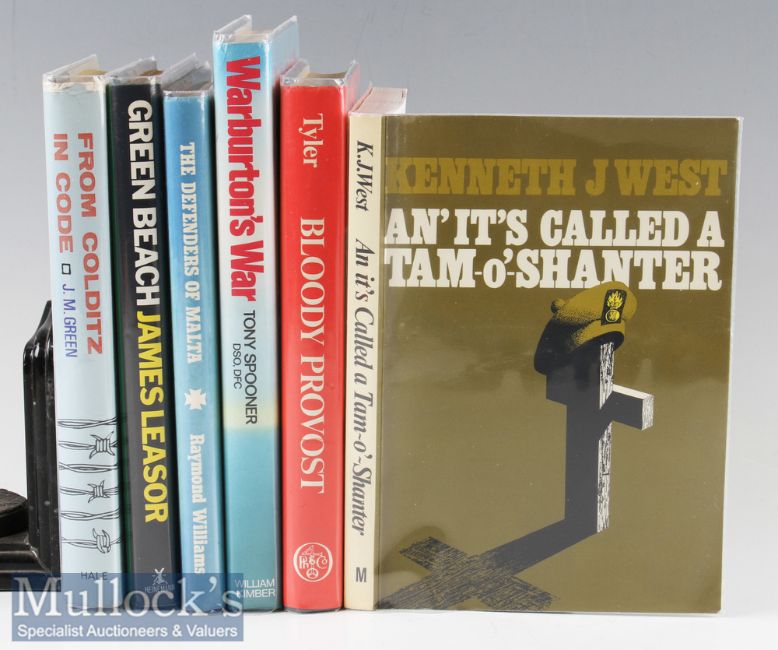 FROM COLDITZ
IN CODE
J. M. GREEN
HALE
GREEN BEACH JAMES LEASOR
HEINEMANN
THE DEFENDERS OF MALTA
Raymond Williams
Warburton's War
TONY SPOONER
DSO, DFC
WILLIAM
KIMBER
Tyler
BLOODY PROVOST
K.J.West An it's Called a Tam-o'-Shanter
M
KENNETH J WEST
AN' IT'S CALLED A
TAM-O'-SHANTER
Mullock's
Specialist Auctioneers & Valuers